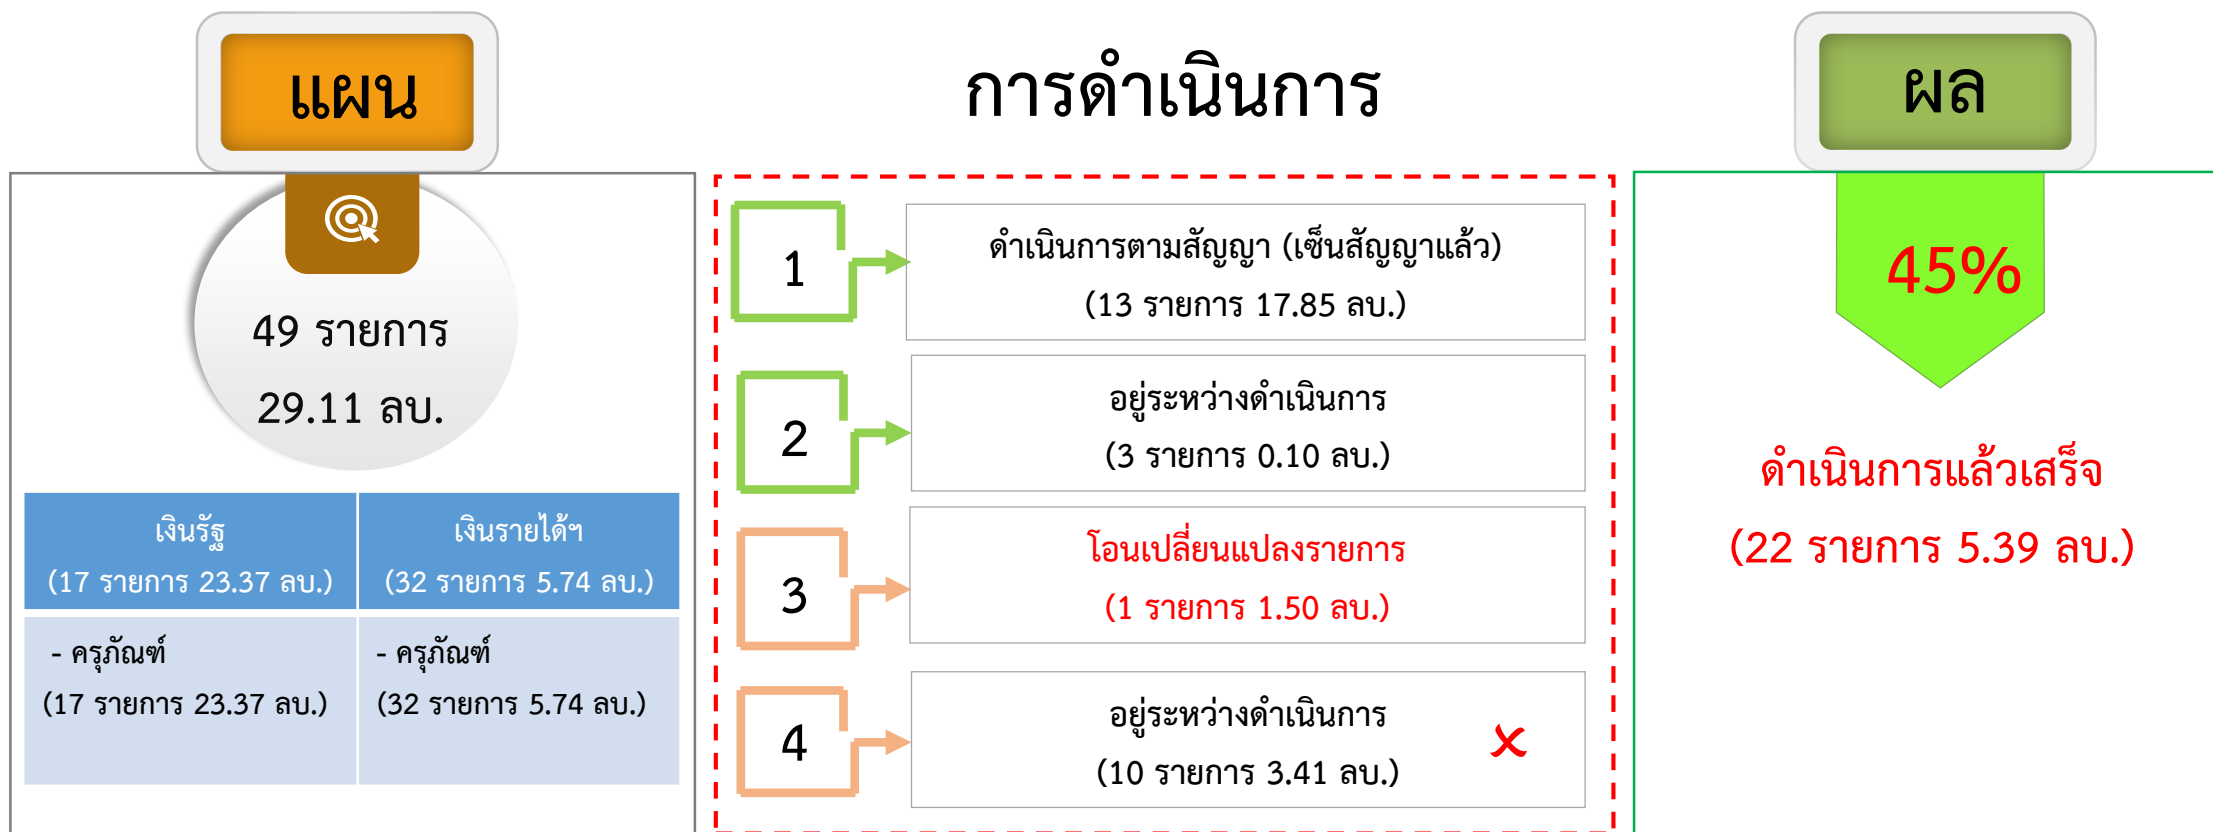 แผน
49 รายการ
29.11 ลบ.
เงินรัฐ
(17 รายการ 23.37 ลบ.)
เงินรายได้ฯ
(32 รายการ 5.74 ลบ.)
- ครุภัณฑ์
(17 รายการ 23.37 ลบ.)
- ครุภัณฑ์
(32 รายการ 5.74 ลบ.)
การดำเนินการ
1
ดำเนินการตามสัญญา (เซ็นสัญญาแล้ว)
(13 รายการ 17.85 ลบ.)
2
อยู่ระหว่างดำเนินการ
(3 รายการ 0.10 ลบ.)
3
โอนเปลี่ยนแปลงรายการ
(1 รายการ 1.50 ลบ.)
4
อยู่ระหว่างดำเนินการ
(10 รายการ 3.41 ลบ.)
ผล
45%
ดำเนินการแล้วเสร็จ
(22 รายการ 5.39 ลบ.)